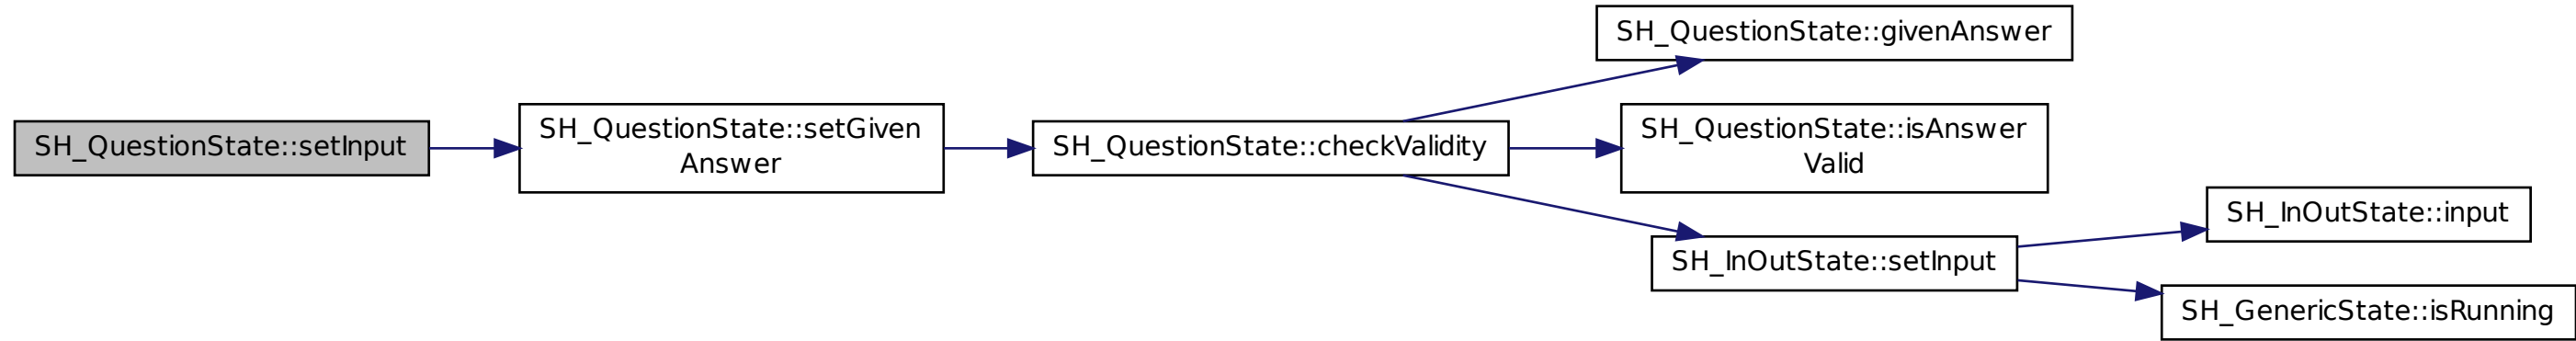 SH_QuestionState::setInput
SH_QuestionState::setGiven
Answer
SH_QuestionState::checkValidity
SH_QuestionState::givenAnswer
SH_QuestionState::isAnswer
Valid
SH_InOutState::setInput
SH_InOutState::input
SH_GenericState::isRunning